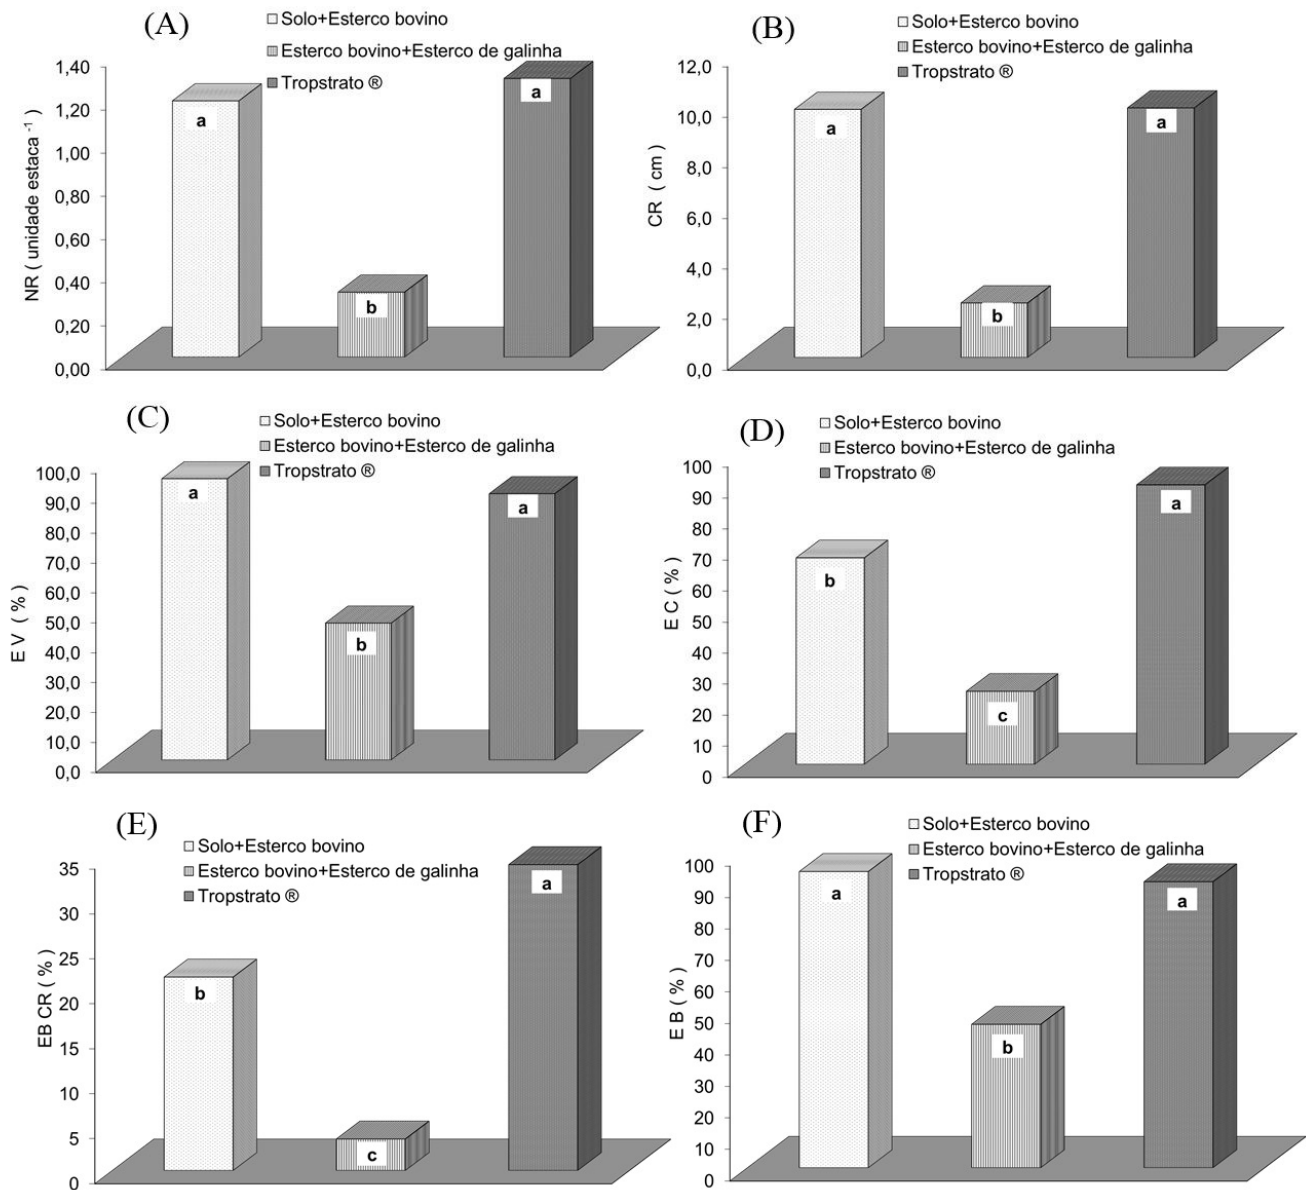 (A)
Solo+Esterco bovino
Esterco bovino+Esterco de galinha
Tropstrato ®
NR ( unidade estaca ⁻¹ )
1,40
1,20
1,00
0,80
0,60
0,40
0,20
0,00
a
b
a
(B)
Solo+Esterco bovino
Esterco bovino+Esterco de galinha
Tropstrato ®
CR ( cm )
12,0
10,0
8,0
6,0
4,0
2,0
0,0
a
b
a
(C)
Solo+Esterco bovino
Esterco bovino+Esterco de galinha
Tropstrato ®
E V ( % )
100,0
90,0
80,0
70,0
60,0
50,0
40,0
30,0
20,0
10,0
0,0
a
b
a
(D)
Solo+Esterco bovino
Esterco bovino+Esterco de galinha
Tropstrato ®
E C ( % )
100
90
80
70
60
50
40
30
20
10
0
b
c
a
(E)
Solo+Esterco bovino
Esterco bovino+Esterco de galinha
Tropstrato ®
EB CR ( % )
35
30
25
20
15
10
5
0
b
c
a
(F)
Solo+Esterco bovino
Esterco bovino+Esterco de galinha
Tropstrato ®
E B ( % )
100
90
80
70
60
50
40
30
20
10
0
a
b
a